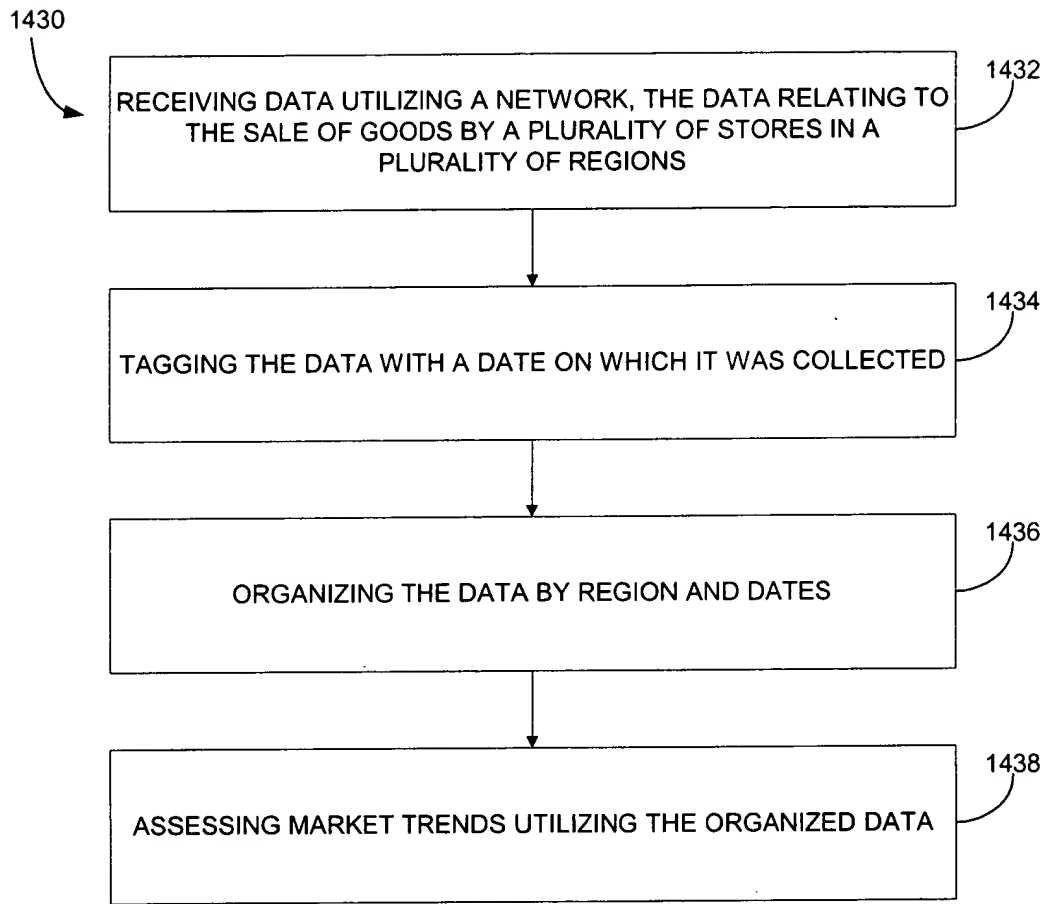 1430
1432
RECEIVING DATA UTILIZING A NETWORK, THE DATA RELATING TO
THE SALE OF GOODS BY A PLURALITY OF STORES IN A
PLURALITY OF REGIONS
1434
TAGGING THE DATA WITH A DATE ON WHICH IT WAS COLLECTED
1436
ORGANIZING THE DATA BY REGION AND DATES
1438
ASSESSING MARKET TRENDS UTILIZING THE ORGANIZED DATA